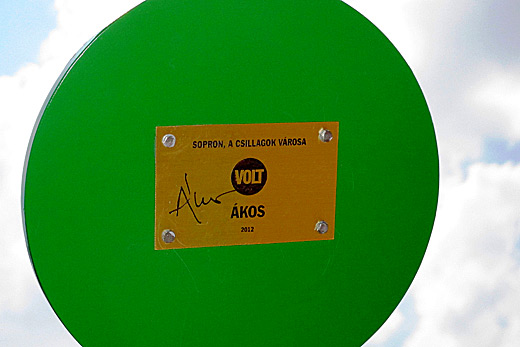 SOPRON, A CSILLAGOK VÁROSA
VOLT
ÁKOS
2012